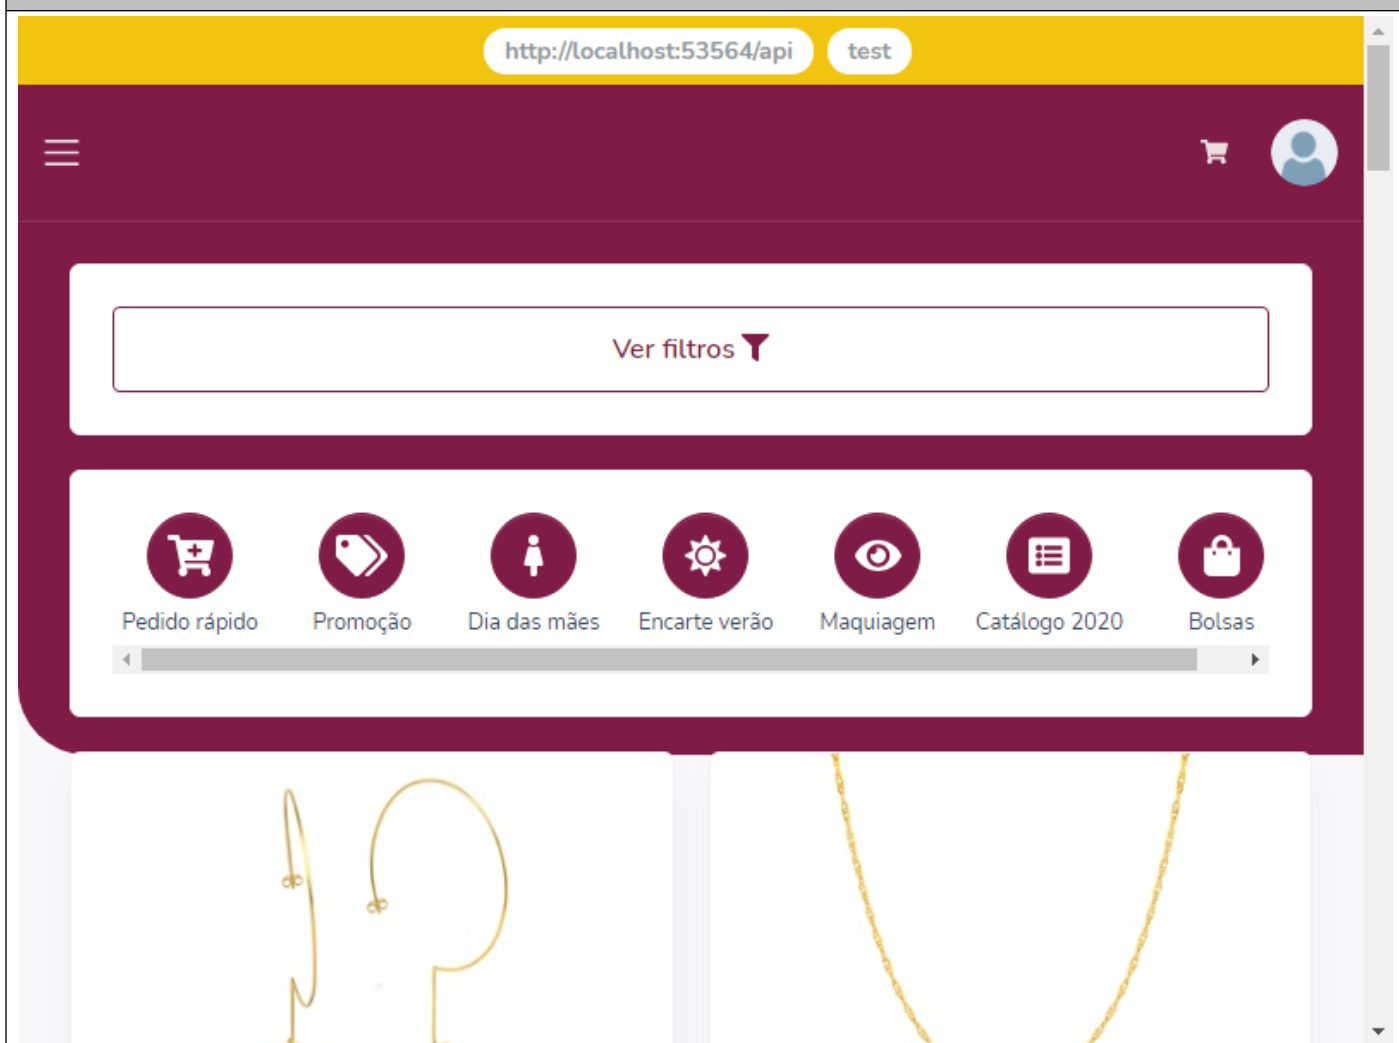 http://localhost:53564/api test
Ver filtros
Pedido rápido Promoção Dia das mães Encarte verão Maquiagem Catálogo 2020 Bolsas